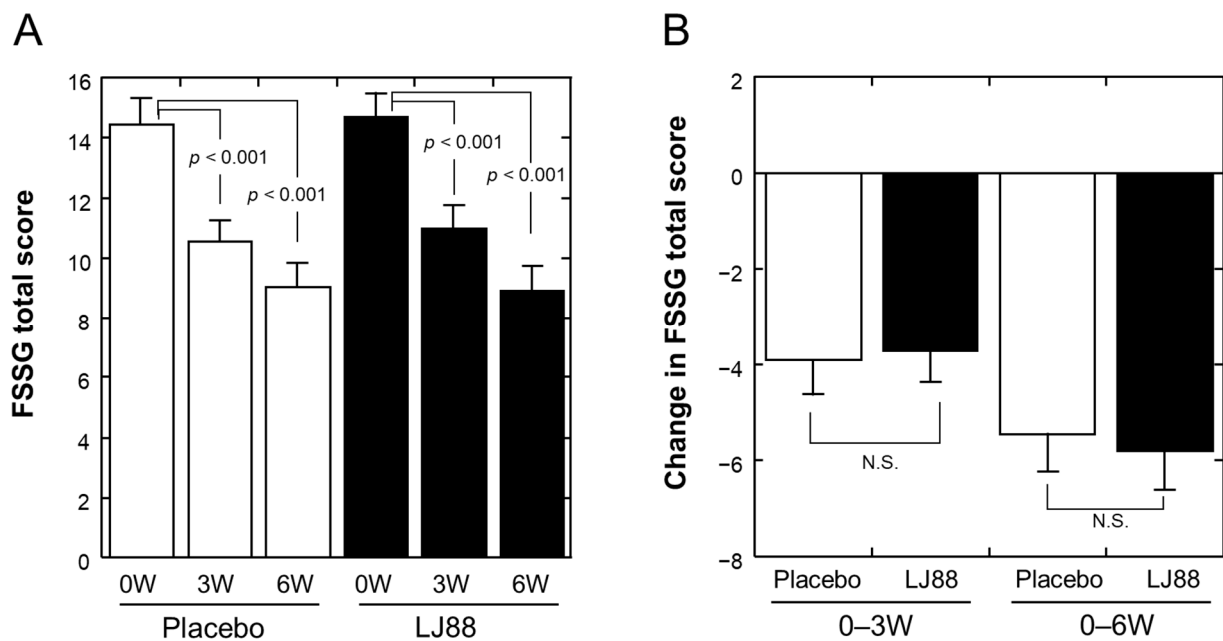 A
FSSG total score
16
14
12
10
8
6
4
2
0
p < 0.001
p < 0.001
p < 0.001
p < 0.001
0W 3W 6W 0W 3W 6W
Placebo LJ88
B
Change in FSSG total score
2
0
−2
−4
−6
−8
N.S.
N.S.
Placebo LJ88 Placebo LJ88
0–3W 0–6W